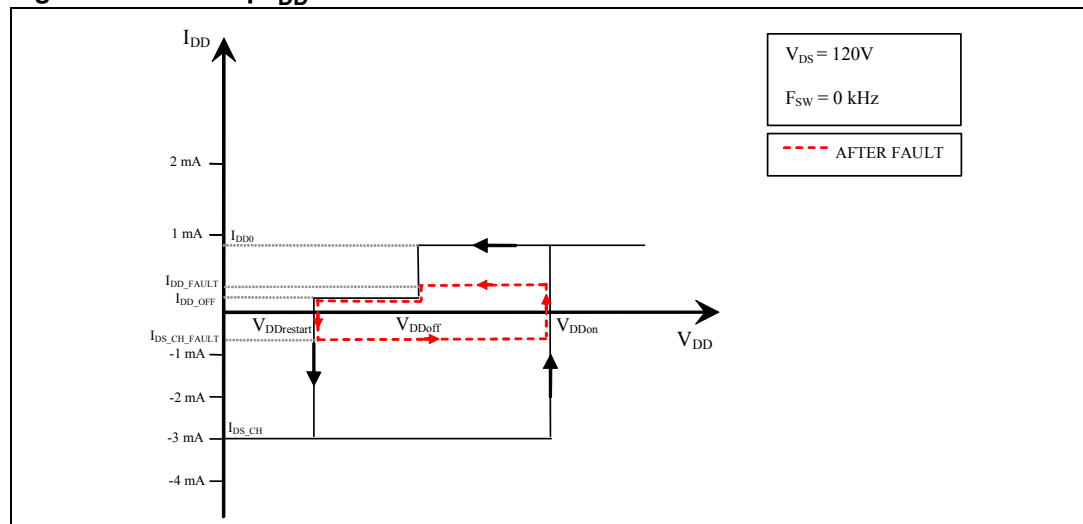 I_DD
V_DS = 120V
F_SW = 0 kHz
AFTER FAULT
2 mA
1 mA
I_DD0
I_DD_FAULT
I_DD_OFF
V_DDrestart
V_DDoff
V_DDon
V_DD
I_DS_CH_FAULT
-1 mA
-2 mA
I_DS_CH
-3 mA
-4 mA